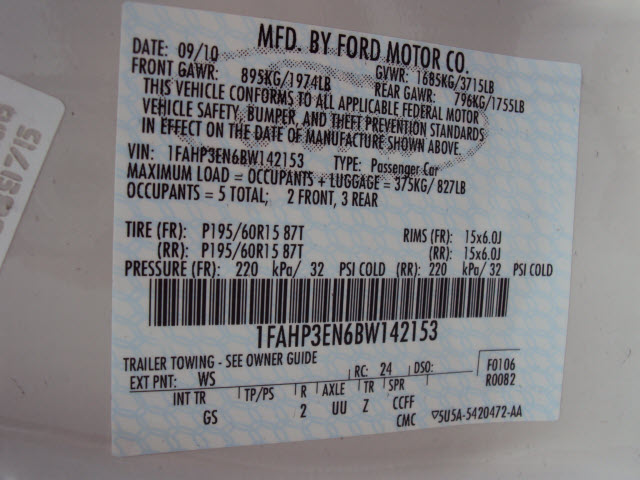 MFD. BY FORD MOTOR CO.
DATE: 09/10 GVWR: 1685KG/3715LB
FRONT GAWR: 895KG/1974LB REAR GAWR: 796KG/1755LB
THIS VEHICLE CONFORMS TO ALL APPLICABLE FEDERAL MOTOR
VEHICLE SAFETY, BUMPER, AND THEFT PREVENTION STANDARDS
IN EFFECT ON THE DATE OF MANUFACTURE SHOWN ABOVE.
VIN: 1FAHP3EN6BW142153 TYPE: Passenger Car
MAXIMUM LOAD = OCCUPANTS + LUGGAGE = 375KG/ 827LB
OCCUPANTS = 5 TOTAL; 2 FRONT, 3 REAR
TIRE (FR): P195/60R15 87T RIMS (FR): 15x6.0J
(RR): P195/60R15 87T (RR): 15x6.0J
PRESSURE (FR): 220 kPa/ 32 PSI COLD (RR): 220 kPa/ 32 PSI COLD
1FAHP3EN6BW142153
TRAILER TOWING - SEE OWNER GUIDE
EXT PNT: WS RC: 24 DSO: F0106
R0082
INT TR TP/PS R AXLE TR SPR
GS 2 UU Z CCFF
CMC 5U5A-5420472-AA